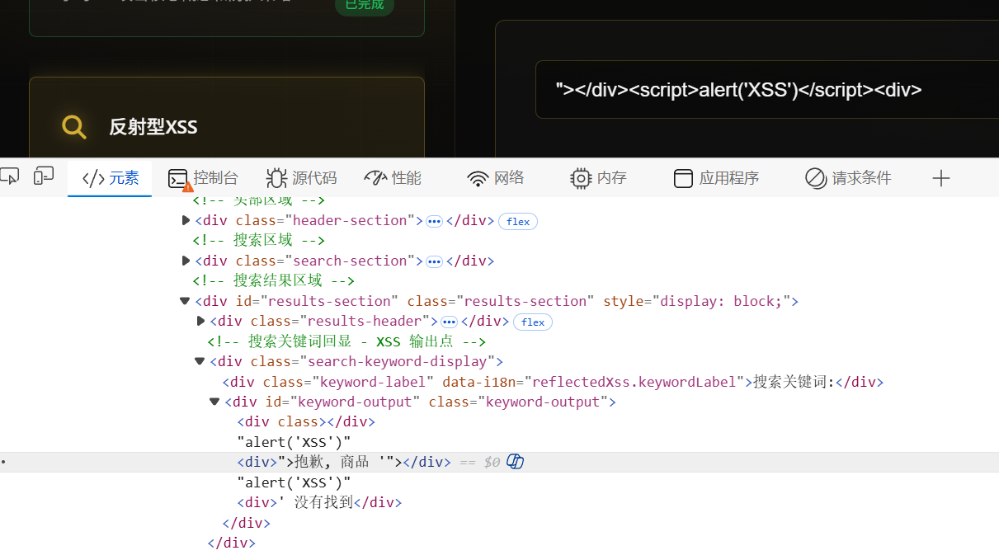 已完成
"></div><script>alert('XSS')</script><div>
反射型XSS
元素 控制台 源代码 性能 网络 内存 应用程序 请求条件
<!-- 头部区域 -->
<div class="header-section"> </div> flex
<!-- 搜索区域 -->
<div class="search-section"> </div>
<!-- 搜索结果区域 -->
<div id="results-section" class="results-section" style="display: block;">
<div class="results-header"> </div> flex
<!-- 搜索关键词回显 - XSS 输出点 -->
<div class="search-keyword-display">
<div class="keyword-label" data-i18n="reflectedXss.keywordLabel">搜索关键词:</div>
<div id="keyword-output" class="keyword-output">
<div class></div>
"alert('XSS')"
<div>">抱歉, 商品 '"></div> == $0
"alert('XSS')"
<div>' 没有找到</div>
</div>
</div>